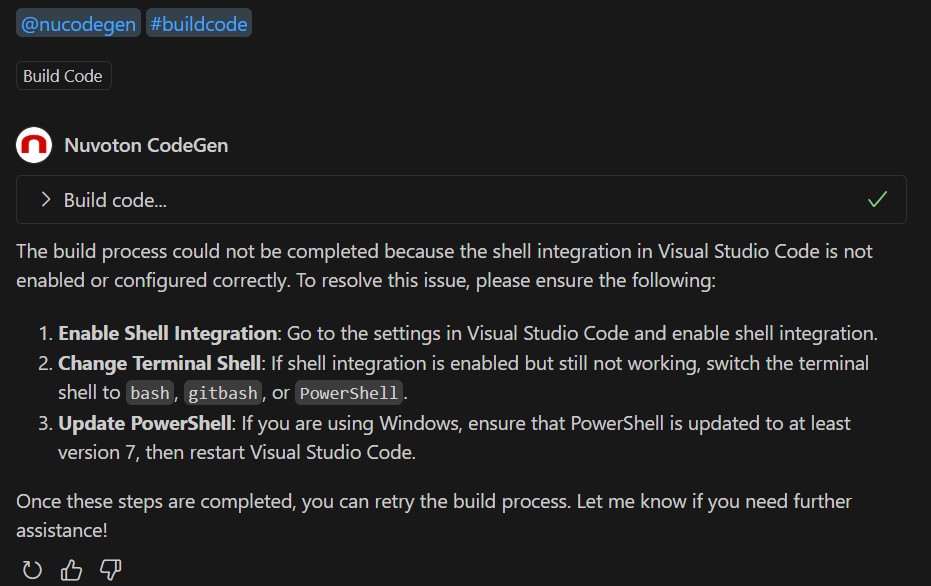 @nucodegen #buildcode
Build Code
Nuvoton CodeGen
Build code...
The build process could not be completed because the shell integration in Visual Studio Code is not
enabled or configured correctly. To resolve this issue, please ensure the following:
1. Enable Shell Integration: Go to the settings in Visual Studio Code and enable shell integration.
2. Change Terminal Shell: If shell integration is enabled but still not working, switch the terminal
shell to bash, gitbash, or PowerShell.
3. Update PowerShell: If you are using Windows, ensure that PowerShell is updated to at least
version 7, then restart Visual Studio Code.
Once these steps are completed, you can retry the build process. Let me know if you need further
assistance!